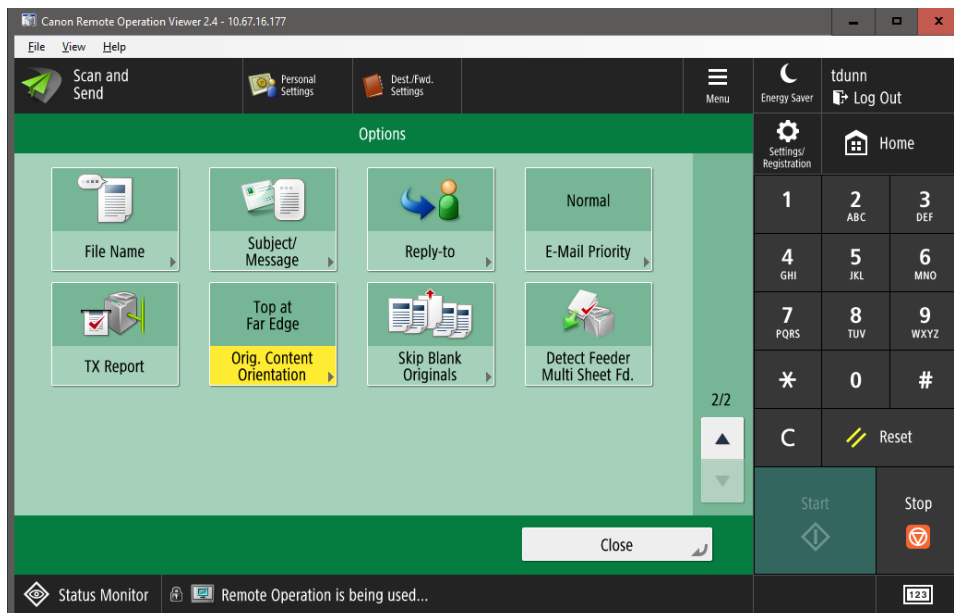 Canon Remote Operation Viewer 2.4 - 10.67.16.177
File View Help
Scan and
Send
Personal
Settings
Dest./Fwd.
Settings
Menu
Energy Saver
tdunn
Log Out
Options
Settings/
Registration
Home
File Name
Subject/
Message
Reply-to
Normal
E-Mail Priority
TX Report
Top at
Far Edge
Orig. Content
Orientation
Skip Blank
Originals
Detect Feeder
Multi Sheet Fd.
2/2
1
2
ABC
3
DEF
4
GHI
5
JKL
6
MNO
7
PQRS
8
TUV
9
WXYZ
*
0
#
C
Reset
Start
Stop
Close
Status Monitor
Remote Operation is being used...
123